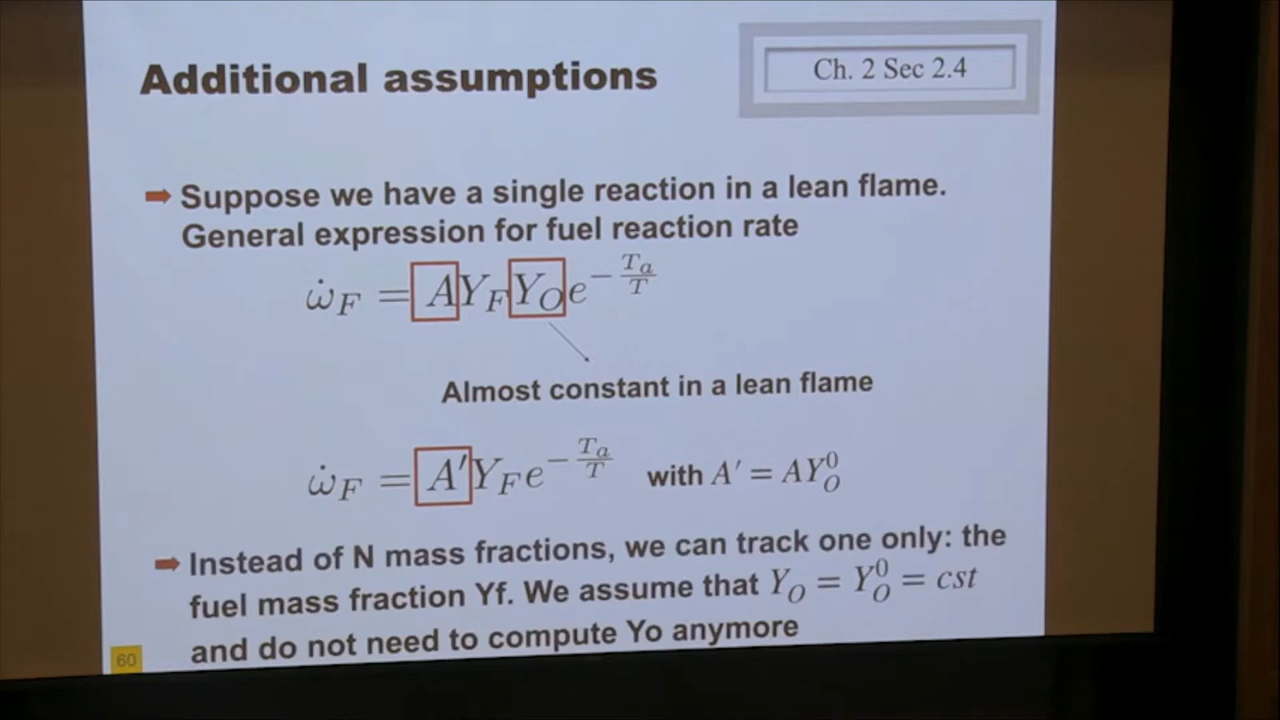 Additional assumptions
Ch. 2 Sec 2.4
➡ Suppose we have a single reaction in a lean flame.
General expression for fuel reaction rate
ω̇_F = A Y_F Y_O e^{-T_a/T}
Almost constant in a lean flame
ω̇_F = A′ Y_F e^{-T_a/T} with A′ = AY_O^0
➡ Instead of N mass fractions, we can track one only: the
fuel mass fraction Yf. We assume that Y_O = Y_O^0 = cst
and do not need to compute Yo anymore
60